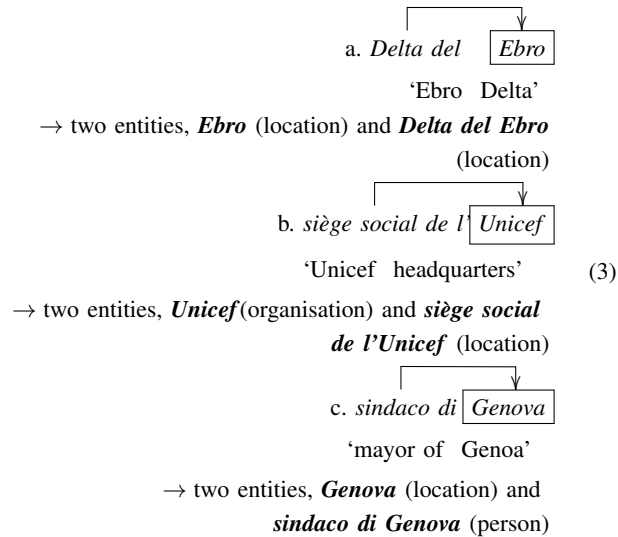 a. Delta del Ebro
‘Ebro Delta’
→ two entities, Ebro (location) and Delta del Ebro
(location)
b. siège social de l’ Unicef
‘Unicef headquarters’ (3)
→ two entities, Unicef(organisation) and siège social
de l'Unicef (location)
c. sindaco di Genova
‘mayor of Genoa’
→ two entities, Genova (location) and
sindaco di Genova (person)